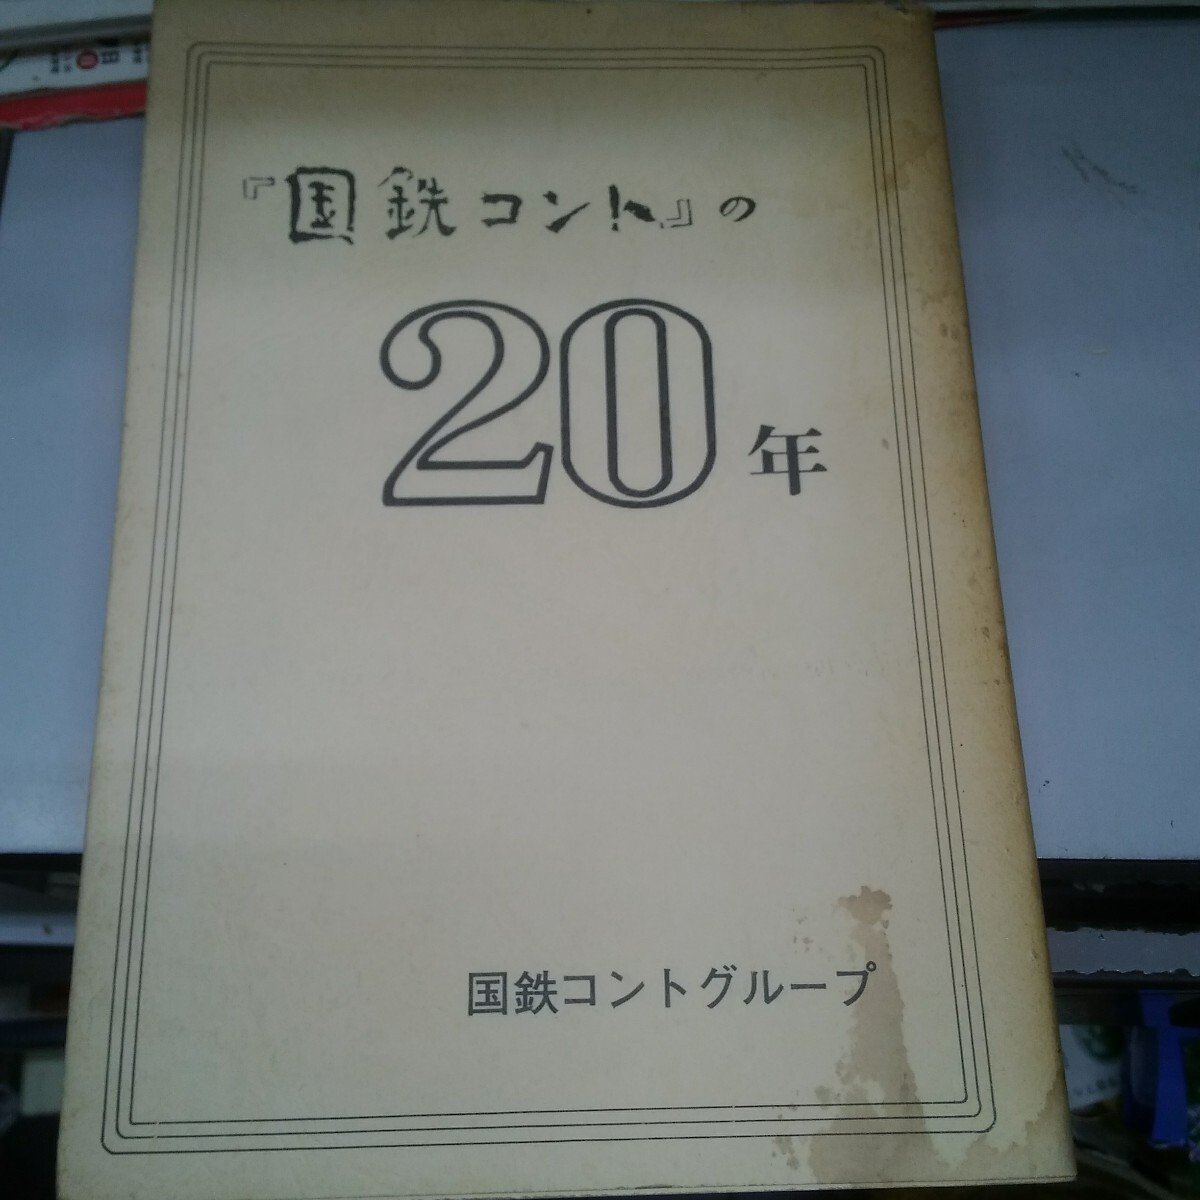 『国鉄コント』の
20年
国鉄コントグループ